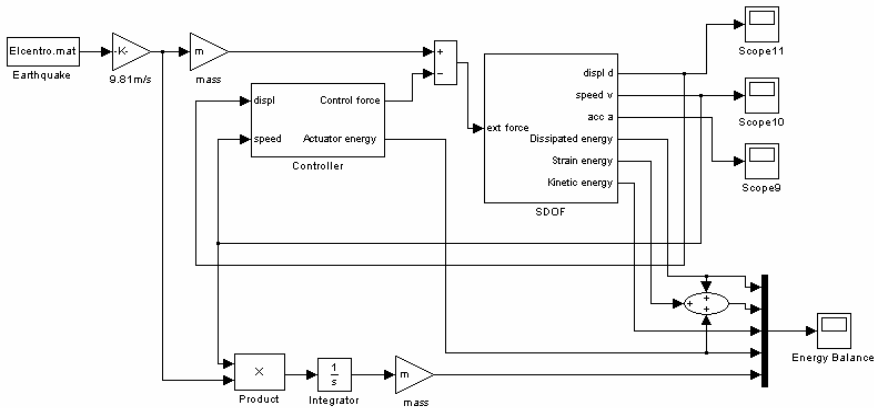 Elcentro.mat
Earthquake
-K-
9.81m/s
m
mass
+
−
displ
speed
Control force
Actuator energy
Controller
ext force
displ d
speed v
acc a
Dissipated energy
Strain energy
Kinetic energy
SDOF
Scope11
Scope10
Scope9
+
+
+
Energy Balance
×
Product
1
s
Integrator
m
mass